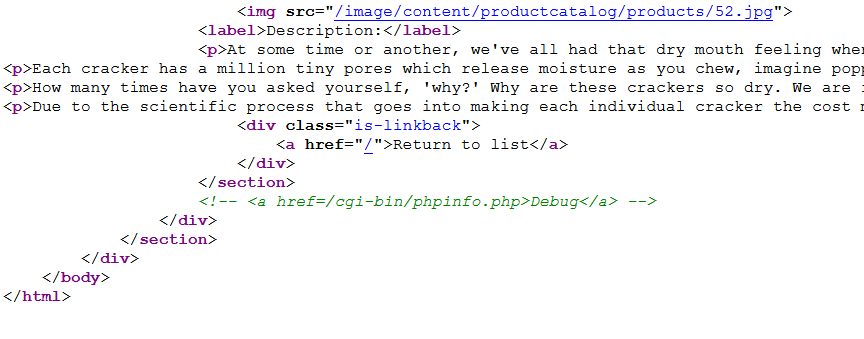 <img src="/image/content/productcatalog/products/52.jpg">
<label>Description:</label>
<p>At some time or another, we've all had that dry mouth feeling
<p>Each cracker has a million tiny pores which release moisture as you chew, imagine
<p>How many times have you asked yourself, 'why?' Why are these crackers so dry. We are
<p>Due to the scientific process that goes into making each individual cracker the cost
<div class="is-linkback">
<a href="/">Return to list</a>
</div>
</section>
<!-- <a href=/cgi-bin/phpinfo.php>Debug</a> -->
</div>
</section>
</div>
</body>
</html>